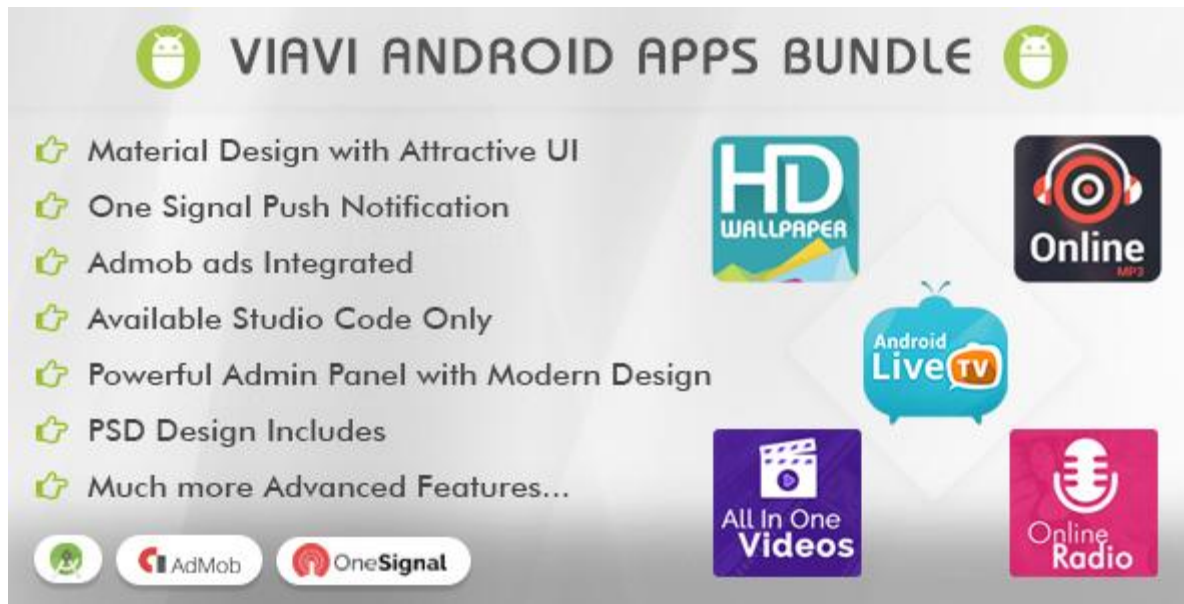 VIAVI ANDROID APPS BUNDLE
Material Design with Attractive UI
One Signal Push Notification
Admob ads Integrated
Available Studio Code Only
Powerful Admin Panel with Modern Design
PSD Design Includes
Much more Advanced Features...
AdMob
OneSignal
HD
WALLPAPER
Online
MP3
Android
Live TV
All In One
Videos
Online
Radio